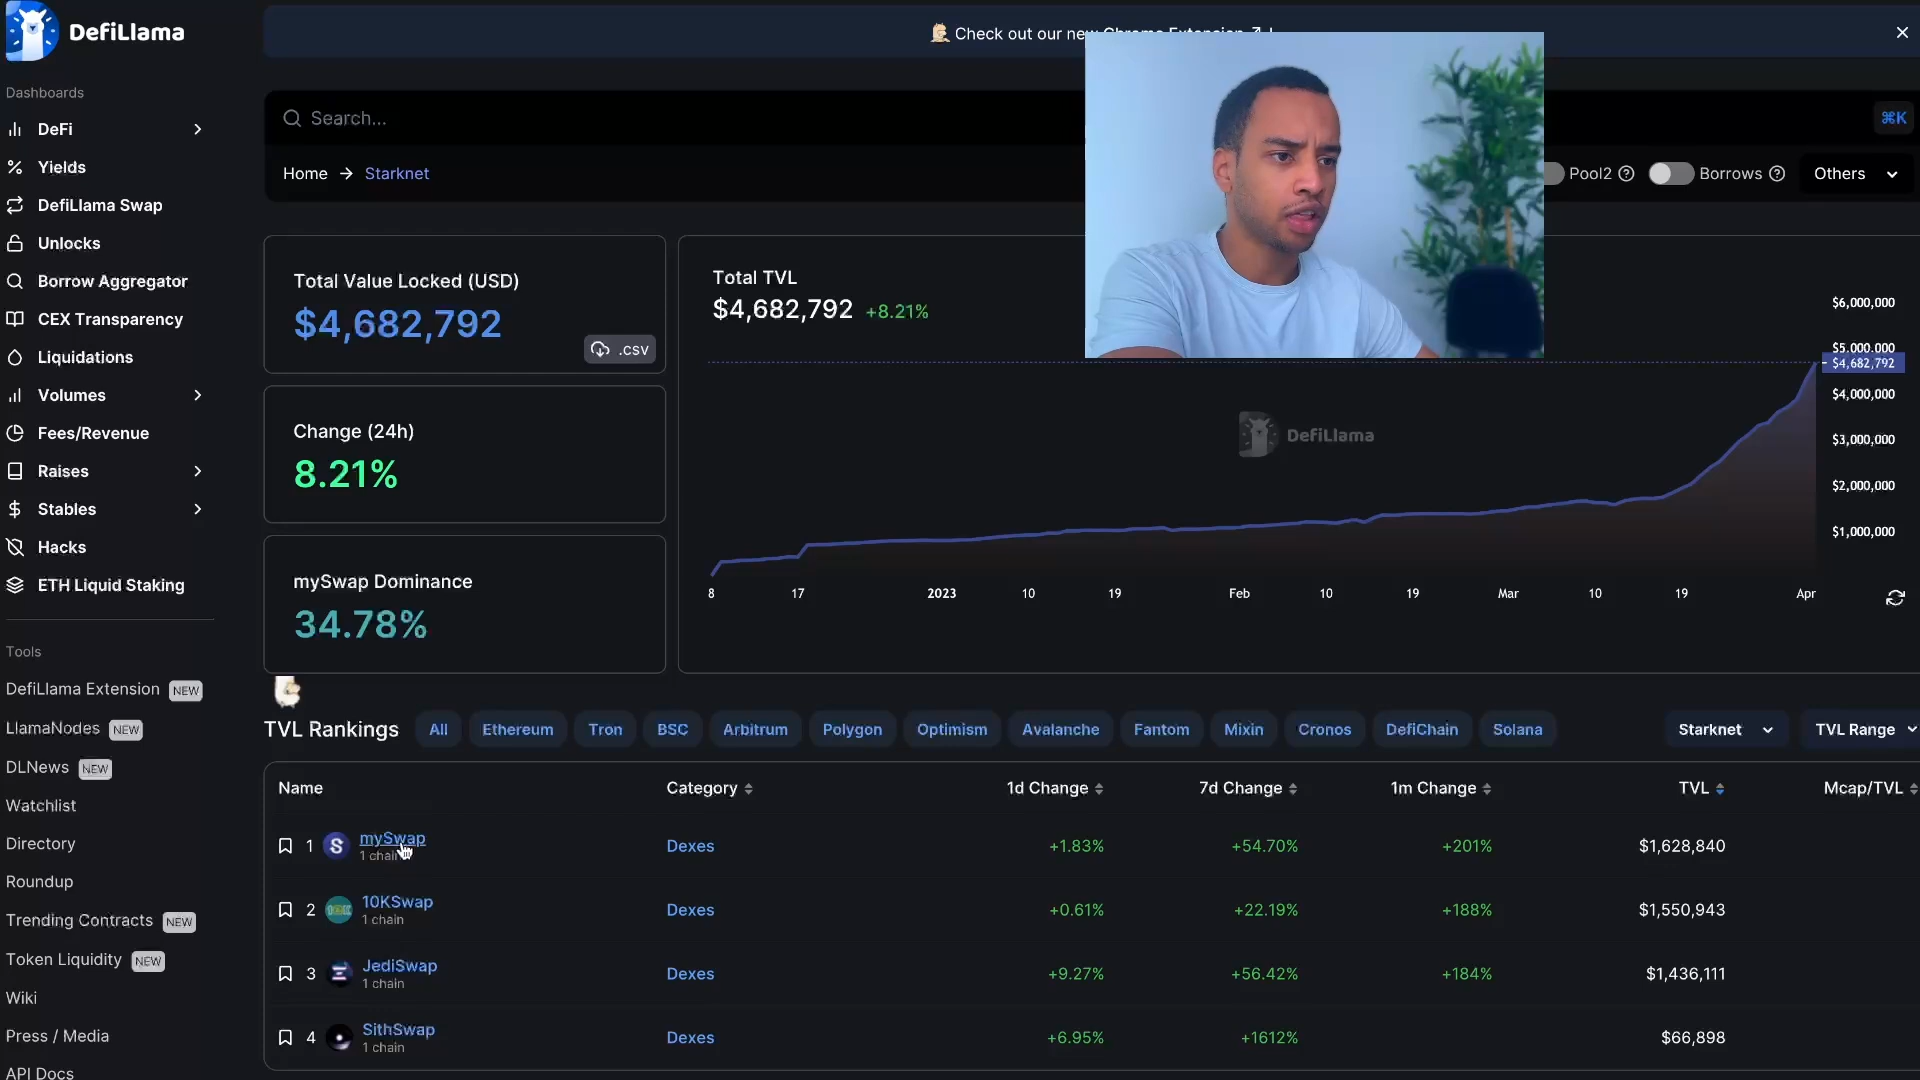 DefiLlama
Check out our new Chrome Extension
Dashboards
DeFi
Yields
DefiLlama Swap
Unlocks
Borrow Aggregator
CEX Transparency
Liquidations
Volumes
Fees/Revenue
Raises
Stables
Hacks
ETH Liquid Staking
Tools
DefiLlama Extension NEW
LlamaNodes NEW
DLNews NEW
Watchlist
Directory
Roundup
Trending Contracts NEW
Token Liquidity NEW
Wiki
Press / Media
API Docs
Search...
⌘K
Home → Starknet
Pool2 ? Borrows ? Others
Total Value Locked (USD)
$4,682,792
.csv
Change (24h)
8.21%
mySwap Dominance
34.78%
Total TVL
$4,682,792 +8.21%
DefiLlama
$6,000,000
$5,000,000
$4,682,792
$4,000,000
$3,000,000
$2,000,000
$1,000,000
8 17 2023 10 19 Feb 10 19 Mar 10 19 Apr
TVL Rankings All Ethereum Tron BSC Arbitrum Polygon Optimism Avalanche Fantom Mixin Cronos DefiChain Solana Starknet TVL Range
Name Category 1d Change 7d Change 1m Change TVL Mcap/TVL
1 S mySwap Dexes +1.83% +54.70% +201% $1,628,840
1 chain
2 10K 10KSwap Dexes +0.61% +22.19% +188% $1,550,943
1 chain
3 JediSwap Dexes +9.27% +56.42% +184% $1,436,111
1 chain
4 SithSwap Dexes +6.95% +1612% $66,898
1 chain